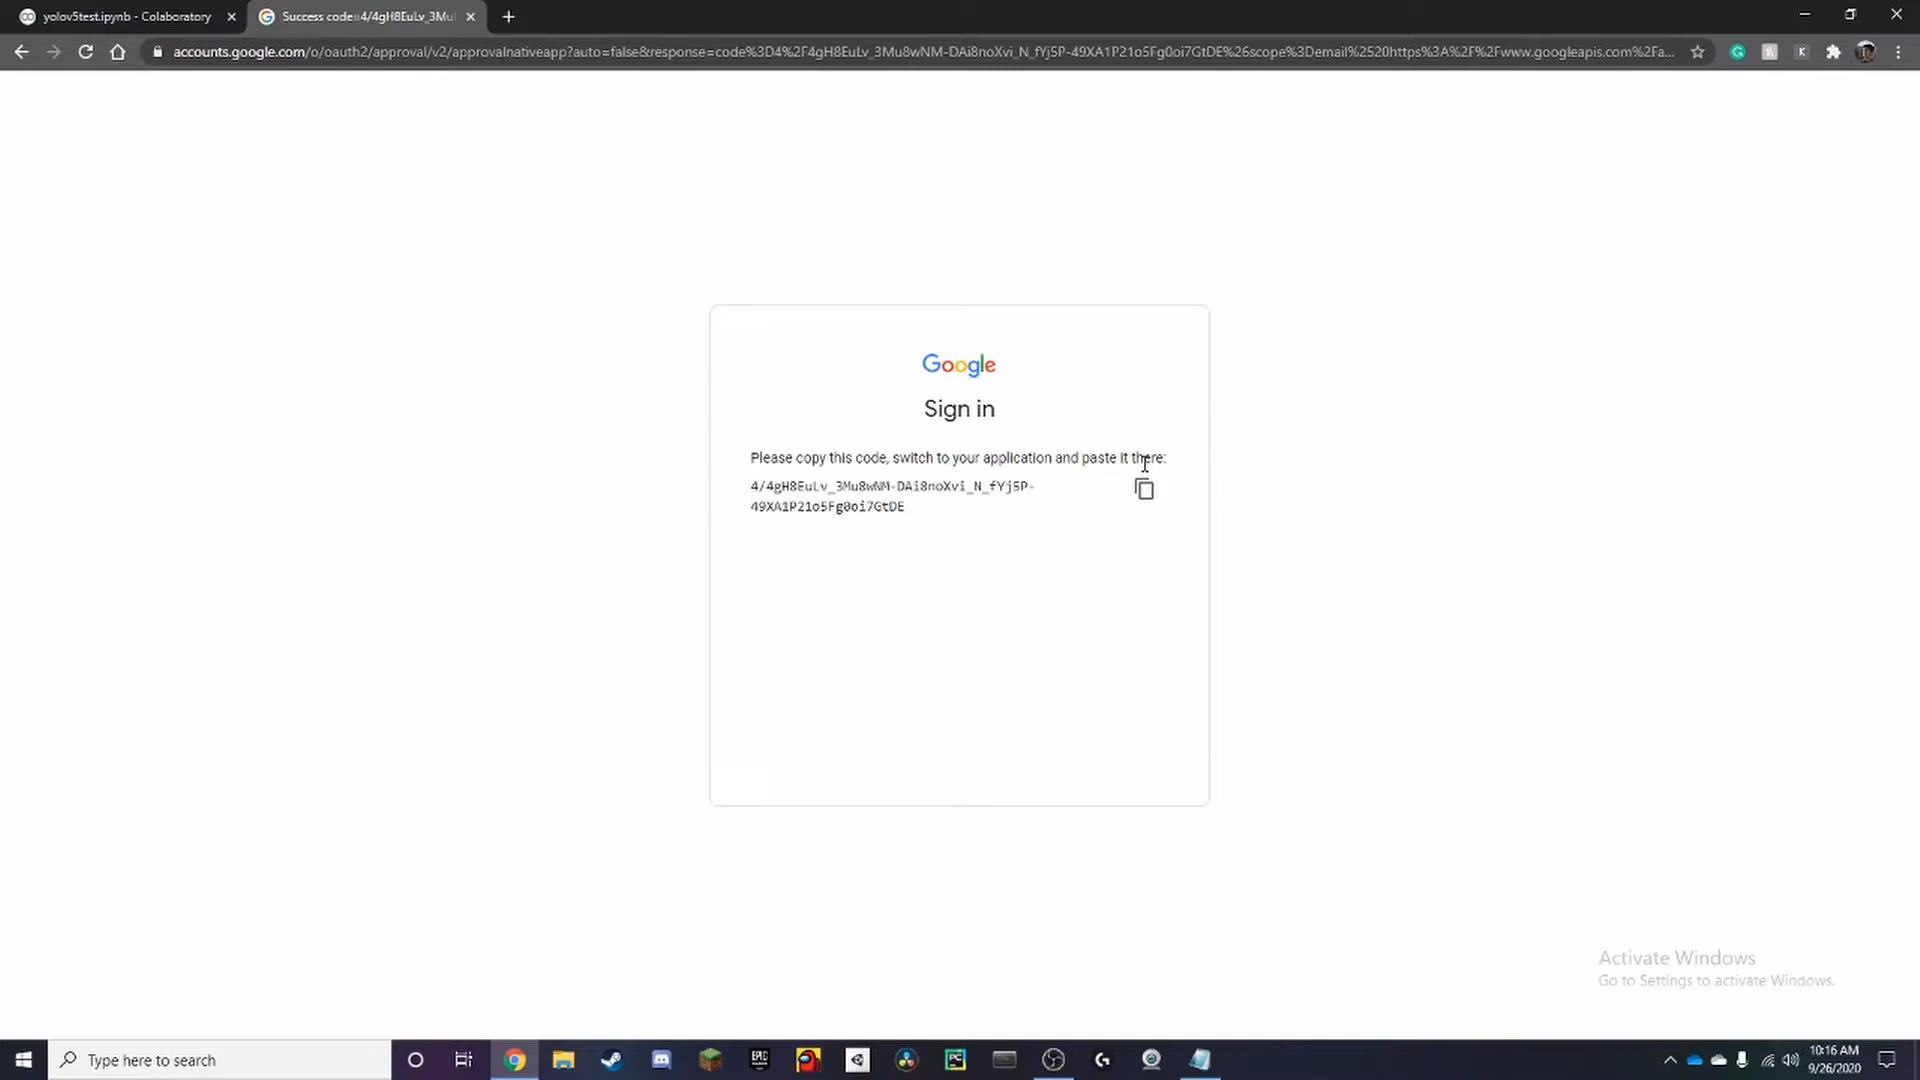 yolov5test.ipynb - Colaboratory
Success code=4/4gH8EuLv_3Mu
accounts.google.com/o/oauth2/approval/v2/approvalnativeapp?auto=false&response=code%3D4%2F4gH8EuLv_3Mu8wNM-DAi8noXvi_N_fYj5P-49XA1P21o5Fg0oi7GtDE%26scope%3Demail%2520https%3A%2F%2Fwww.googleapis.com%2Fa...
K
Google
Sign in
Please copy this code, switch to your application and paste it there:
4/4gH8EuLv_3Mu8wNM-DAi8noXvi_N_fYj5P-
49XA1P21o5Fg0oi7GtDE
Activate Windows
Go to Settings to activate Windows.
Type here to search
EPIC
PC
10:16 AM
9/26/2020